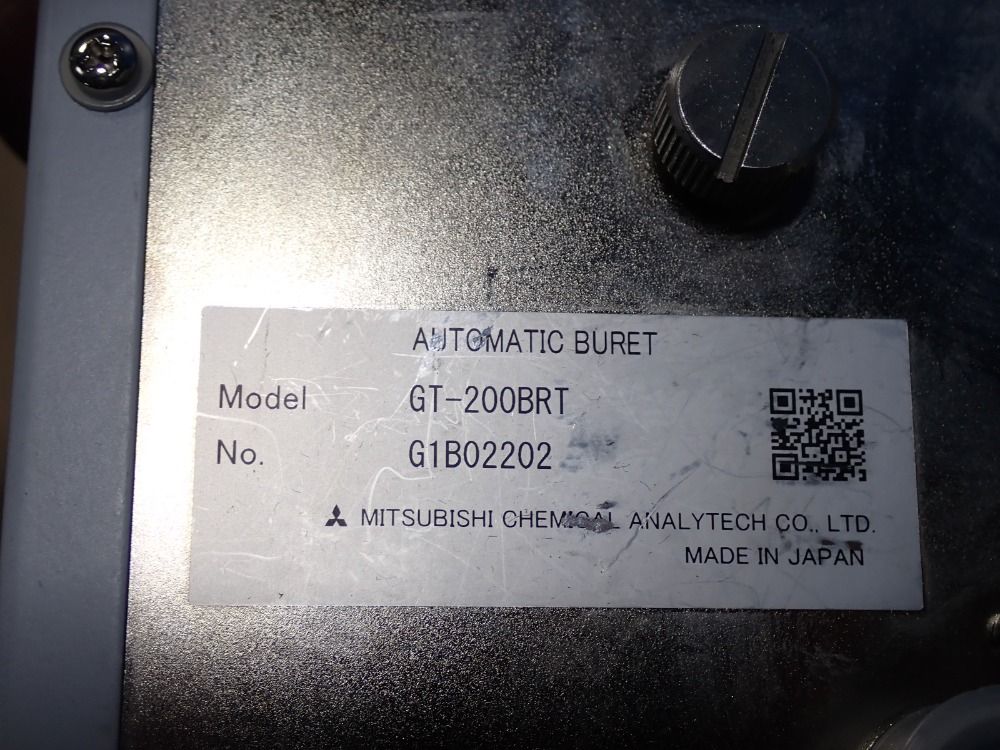 AUTOMATIC BURET
Model GT-200BRT
No. G1B02202
MITSUBISHI CHEMICAL ANALYTECH CO., LTD.
MADE IN JAPAN